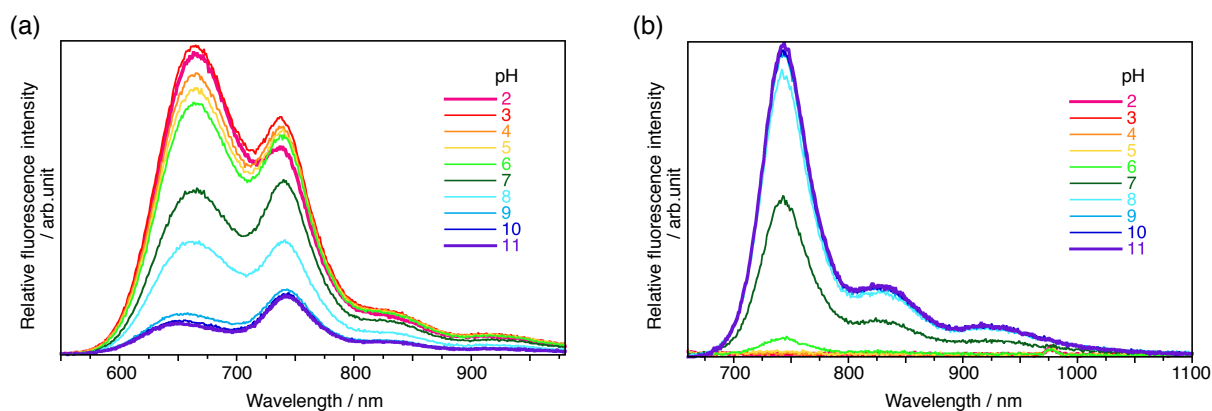 (a)
Relative fluorescence intensity
/ arb.unit
pH
2
3
4
5
6
7
8
9
10
11
600
700
800
900
Wavelength / nm
(b)
Relative fluorescence intensity
/ arb.unit
pH
2
3
4
5
6
7
8
9
10
11
700
800
900
1000
1100
Wavelength / nm